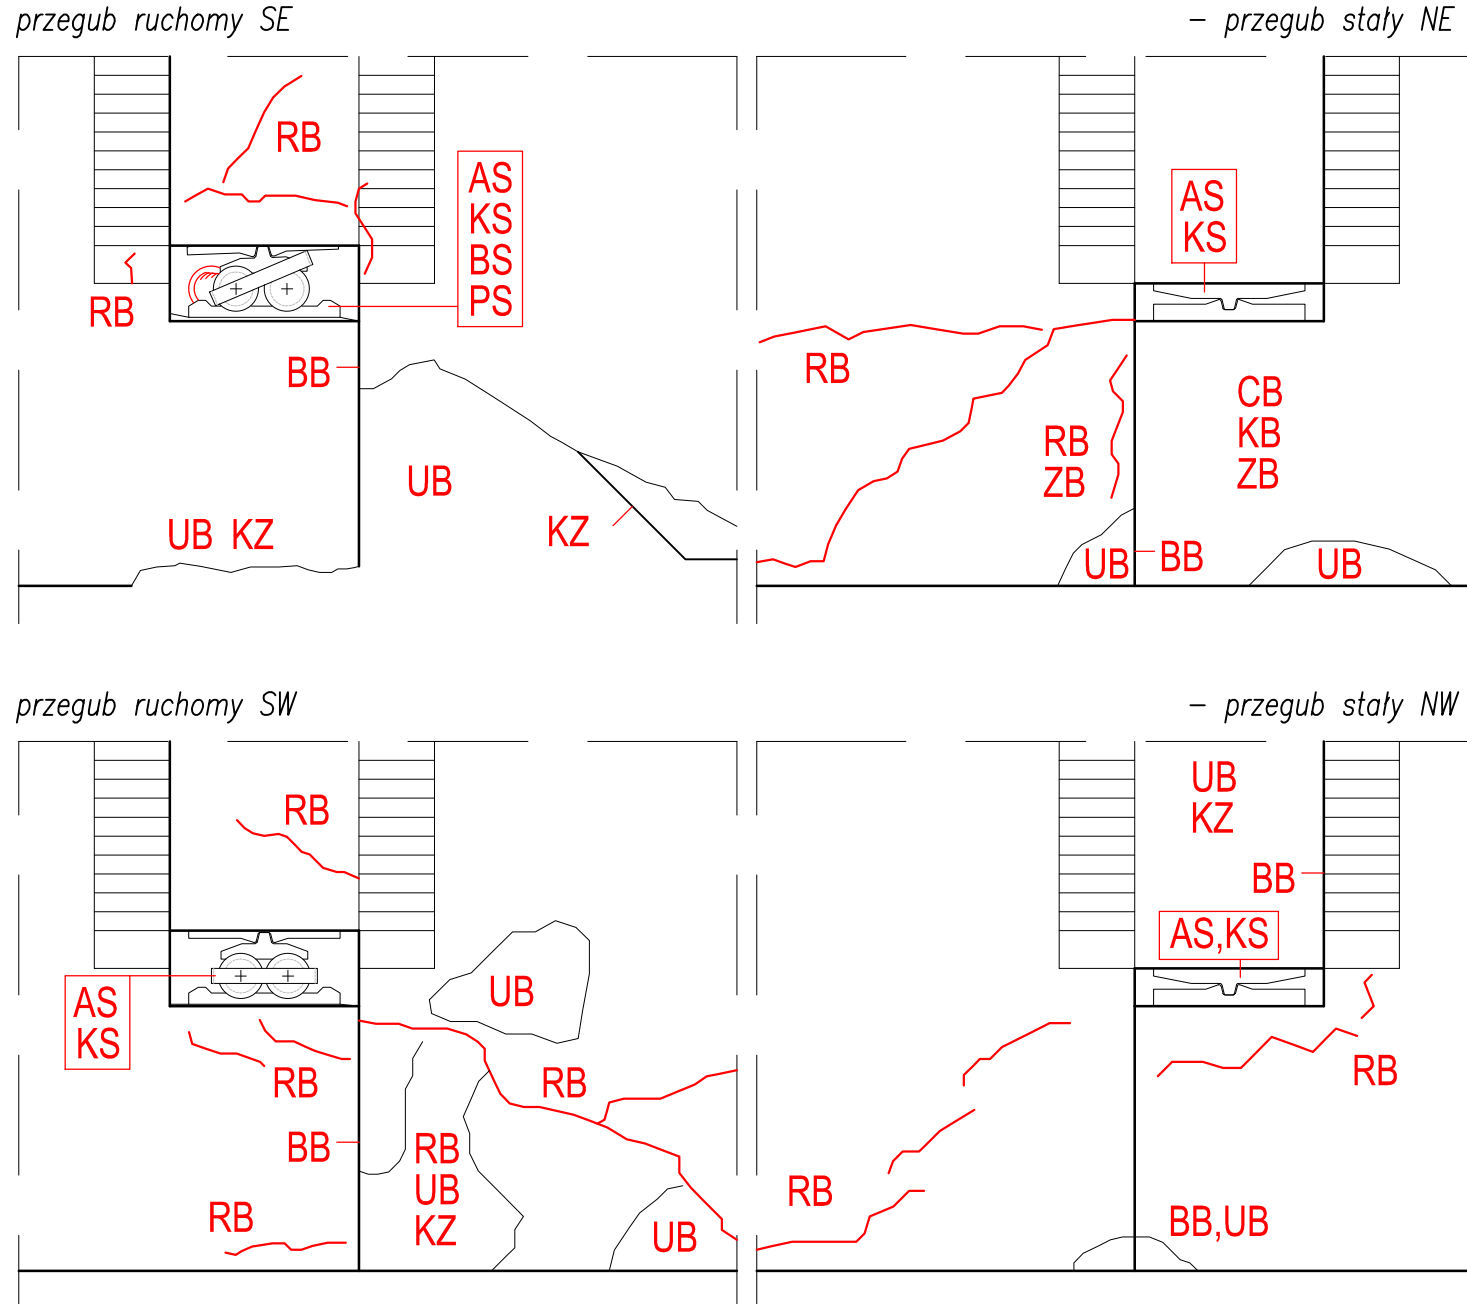 przegub ruchomy SE
RB
AS
KS
BS
PS
RB
BB
UB
KZ
UB KZ
– przegub stały NE
AS
KS
RB
RB
ZB
CB
KB
ZB
UB
BB
UB
przegub ruchomy SW
RB
AS
KS
UB
RB
RB
BB
RB
UB
KZ
RB
UB
– przegub stały NW
UB
KZ
BB
AS,KS
RB
RB
BB,UB